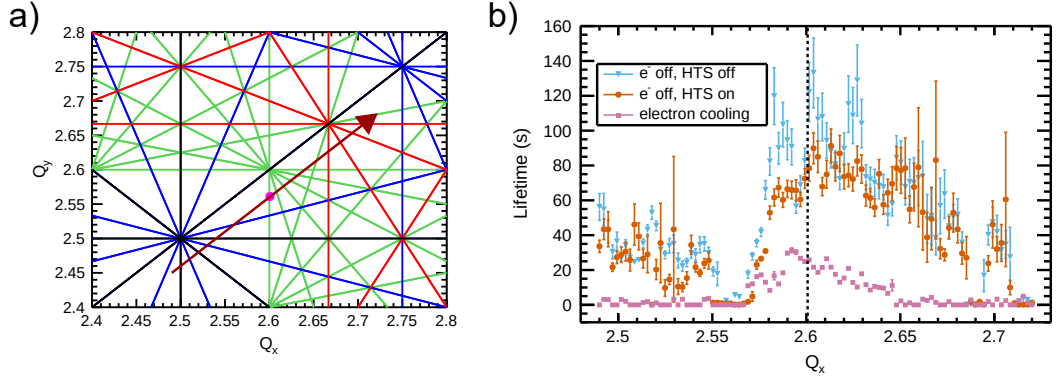 a)
2.8
2.75
2.7
2.65
2.6
2.55
2.5
2.45
2.4
Q_y
2.4 2.45 2.5 2.55 2.6 2.65 2.7 2.75 2.8
Q_x
b)
160
140
120
100
80
60
40
20
0
Lifetime (s)
e⁻ off, HTS off
e⁻ off, HTS on
electron cooling
2.5 2.55 2.6 2.65 2.7
Q_x